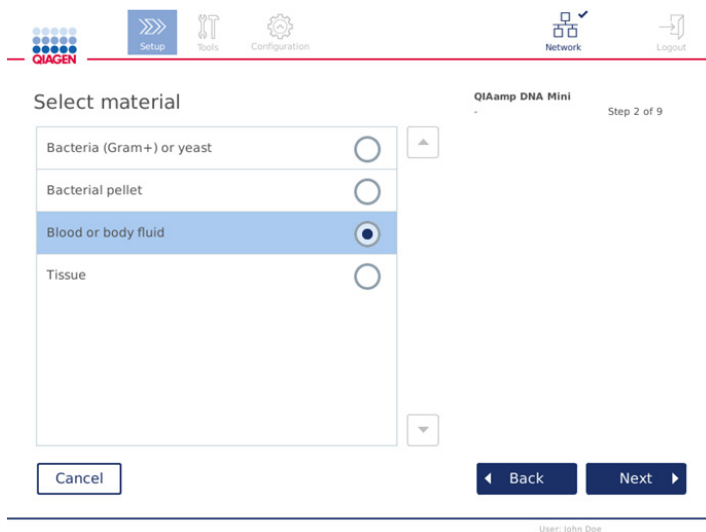 QIAGEN
Setup
Tools
Configuration
Network
Logout
Select material
QIAamp DNA Mini
-
Step 2 of 9
Bacteria (Gram+) or yeast
Bacterial pellet
Blood or body fluid
Tissue
Cancel
Back
Next
User: John Doe